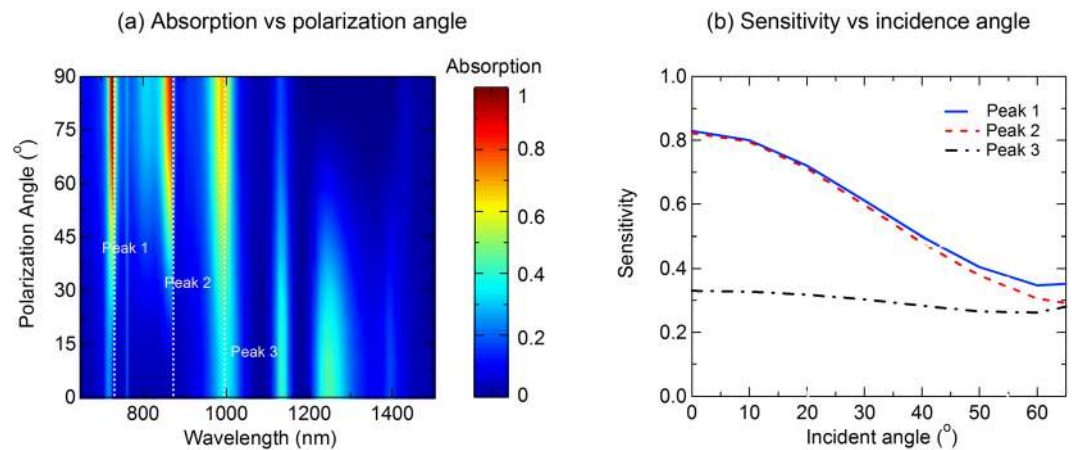 (a) Absorption vs polarization angle
Absorption
90
75
60
45
30
15
0
Polarization Angle (°)
Peak 1
Peak 2
Peak 3
800
1000
1200
1400
Wavelength (nm)
1
0.8
0.6
0.4
0.2
0
(b) Sensitivity vs incidence angle
1.0
0.8
0.6
0.4
0.2
0.0
Sensitivity
Peak 1
Peak 2
Peak 3
0
10
20
30
40
50
60
Incident angle (°)